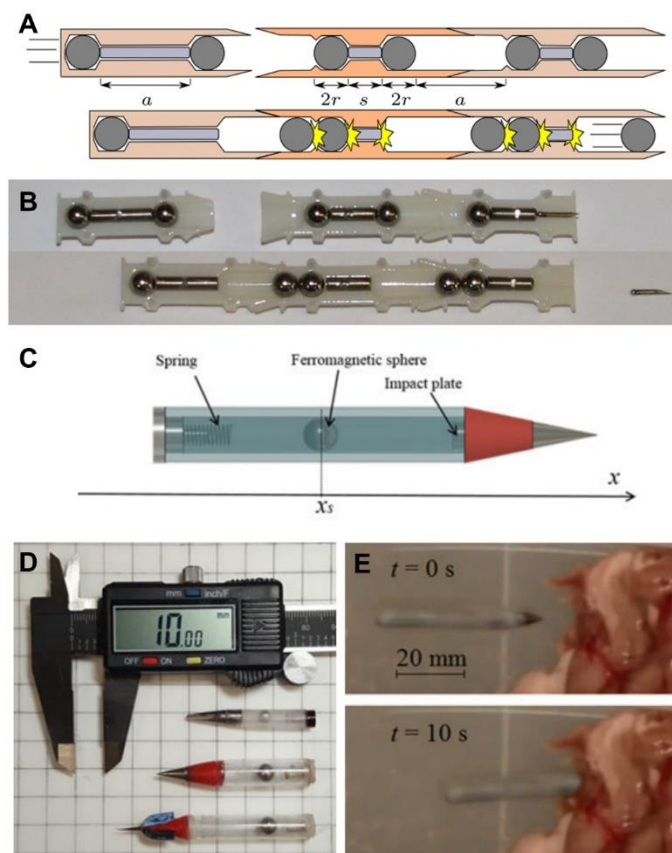 A
a
2r
s
2r
a
B
C
Spring
Ferromagnetic sphere
Impact plate
x
xs
D
mm
inch/F
10.00
mm
OFF
ON
ZERO
E
t = 0 s
20 mm
t = 10 s